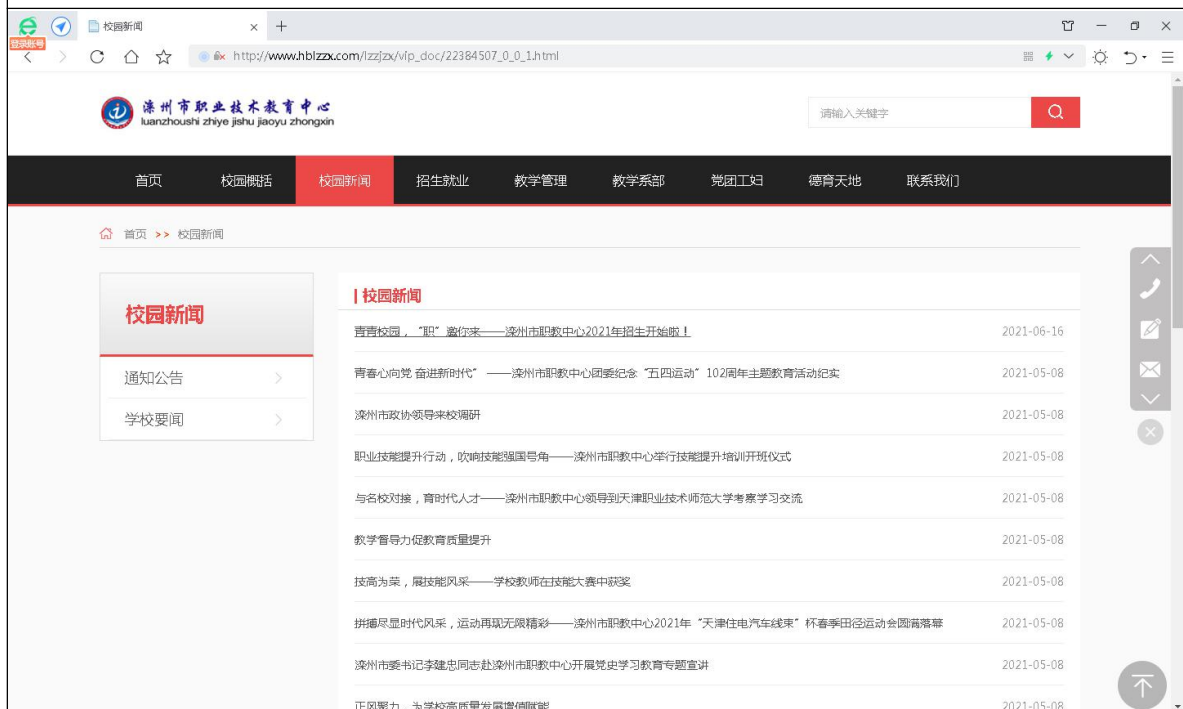 校园新闻
登录账号
http://www.hblzzx.com/lzzjzx/vip_doc/22384507_0_0_1.html
滦州市职业技术教育中心
luanzhoushi zhiye jishu jiaoyu zhongxin
请输入关键字
首页 校园概括 校园新闻 招生就业 教学管理 教学系部 党团工妇 德育天地 联系我们
首页 >> 校园新闻
校园新闻
通知公告
学校要闻
校园新闻
青青校园，“职”邀你来——滦州市职教中心2021年招生开始啦！ 2021-06-16
青春心向党 奋进新时代”——滦州市职教中心团委纪念“五四运动”102周年主题教育活动纪实 2021-05-08
滦州市政协领导来校调研 2021-05-08
职业技能提升行动，吹响技能强国号角——滦州市职教中心举行技能提升培训开班仪式 2021-05-08
与名校对接，育时代人才——滦州市职教中心领导到天津职业技术师范大学考察学习交流 2021-05-08
教学督导力促教育质量提升 2021-05-08
技高为荣，展技能风采——学校教师在技能大赛中获奖 2021-05-08
拼搏尽显时代风采，运动再现无限精彩——滦州市职教中心2021年“天津住电汽车线束”杯春季田径运动会圆满落幕 2021-05-08
滦州市委书记李建忠同志赴滦州市职教中心开展党史学习教育专题宣讲 2021-05-08
正风聚力，为学校高质量发展增值赋能 2021-05-08